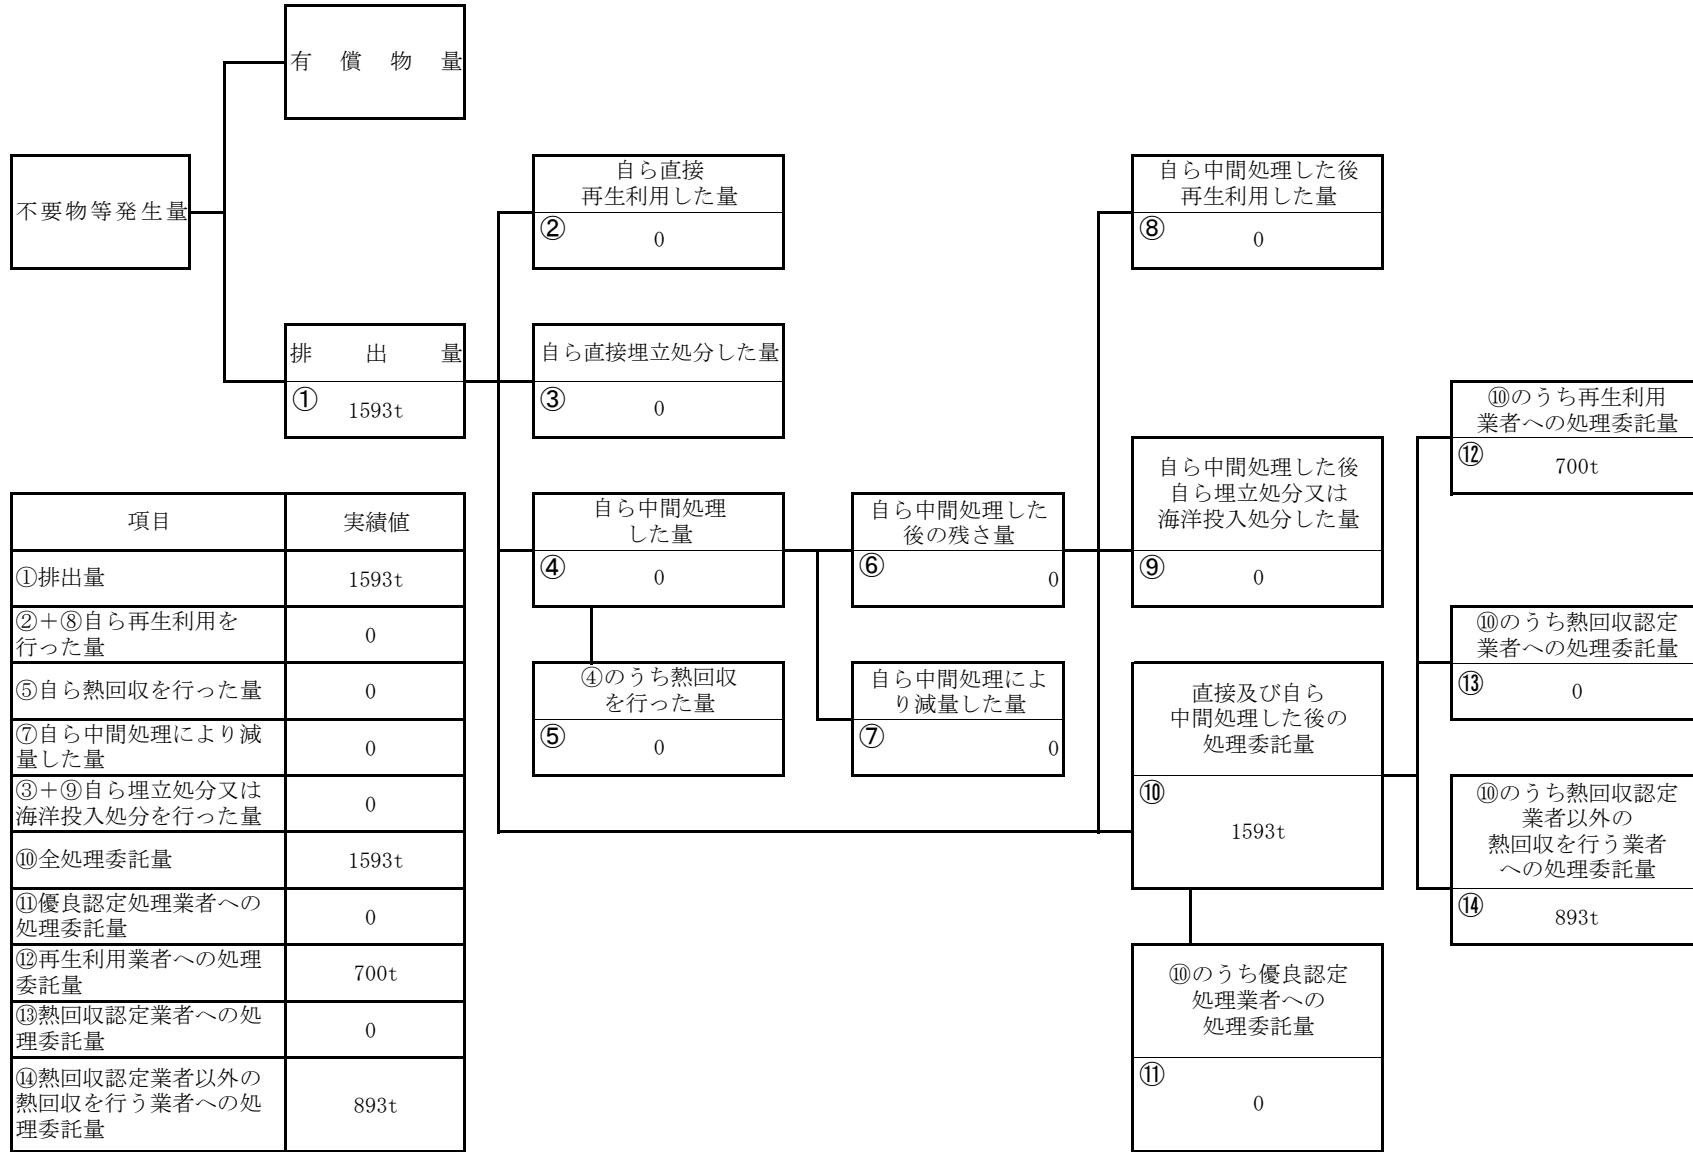 有償物量
不要物等発生量
排出量
① 1593t
自ら直接
再生利用した量
② 0
自ら直接埋立処分した量
③ 0
自ら中間処理
した量
④ 0
④のうち熱回収
を行った量
⑤ 0
自ら中間処理した
後の残さ量
⑥ 0
自ら中間処理によ
り減量した量
⑦ 0
自ら中間処理した後
再生利用した量
⑧ 0
自ら中間処理した後
自ら埋立処分又は
海洋投入処分した量
⑨ 0
直接及び自ら
中間処理した後の
処理委託量
⑩
1593t
⑩のうち優良認定
処理業者への
処理委託量
⑪
0
⑩のうち再生利用
業者への処理委託量
⑫ 700t
⑩のうち熱回収認定
業者への処理委託量
⑬ 0
⑩のうち熱回収認定
業者以外の
熱回収を行う業者
への処理委託量
⑭ 893t
項目 実績値
①排出量 1593t
②＋⑧自ら再生利用を
行った量 0
⑤自ら熱回収を行った量 0
⑦自ら中間処理により減
量した量 0
③＋⑨自ら埋立処分又は
海洋投入処分を行った量 0
⑩全処理委託量 1593t
⑪優良認定処理業者への
処理委託量 0
⑫再生利用業者への処理
委託量 700t
⑬熱回収認定業者への処
理委託量 0
⑭熱回収認定業者以外の
熱回収を行う業者への処
理委託量 893t